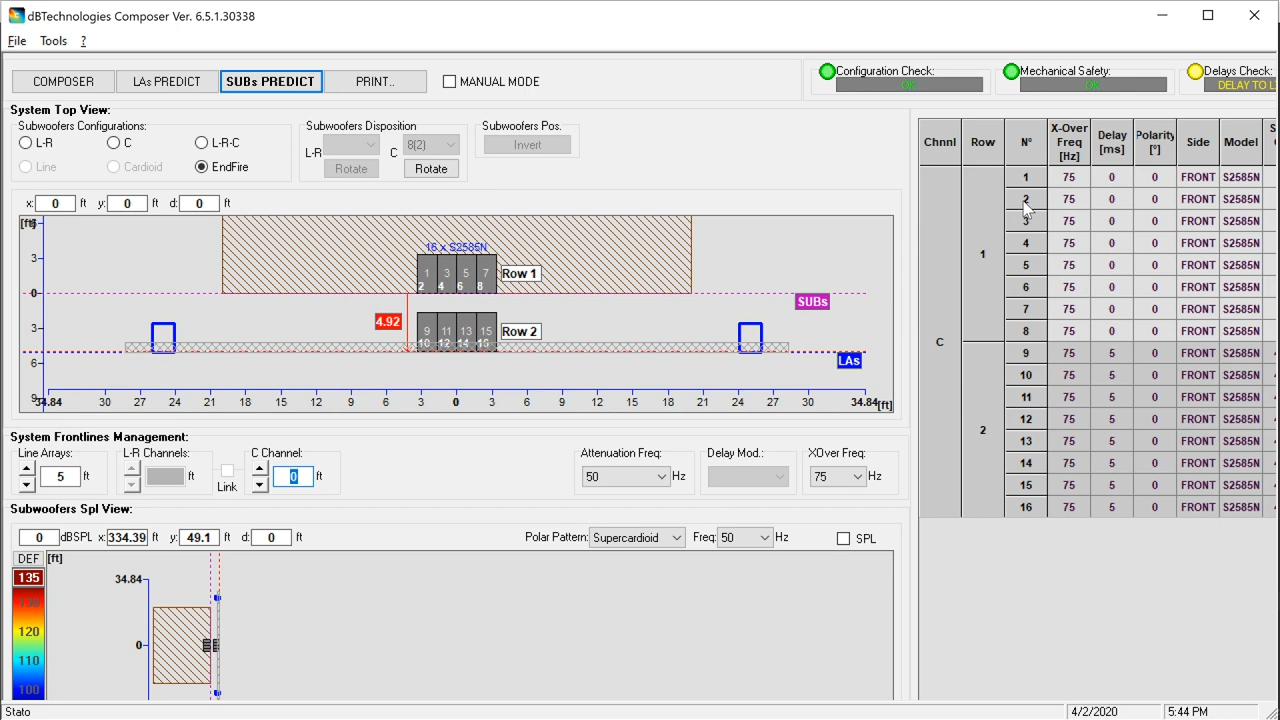 dBTechnologies Composer Ver. 6.5.1.30338
File Tools ?
COMPOSER LAs PREDICT SUBs PREDICT PRINT.. MANUAL MODE
Configuration Check: Mechanical Safety: Delays Check:
OK OK DELAY TO L
System Top View:
Subwoofers Configurations: Subwoofers Disposition Subwoofers Pos.
L-R C L-R-C L-R C 8(2) Invert
Line Cardioid EndFire Rotate Rotate
x: 0 ft y: 0 ft d: 0 ft
[ft]
16 x S2585N
3
1 3 5 7 Row 1
2 4 6 8
0
SUBs
3 4.92
9 11 13 15 Row 2
10 12 14 16
6 LAs
9
34.84 30 27 24 21 18 15 12 9 6 3 0 3 6 9 12 15 18 21 24 27 30 34.84 [ft]
System Frontlines Management:
Line Arrays: L-R Channels: C Channel: Attenuation Freq: Delay Mod.: XOver Freq:
5 ft ft Link 0 ft 50 Hz 75 Hz
Subwoofers Spl View:
0 dBSPL x: 334.39 ft y: 49.1 ft d: 0 ft Polar Pattern: Supercardioid Freq: 50 Hz SPL
DEF [ft]
135
34.84
130
120
0
110
100
Chnnl Row N° X-Over Freq [Hz] Delay [ms] Polarity [°] Side Model
C
1
1 75 0 0 FRONT S2585N
2 75 0 0 FRONT S2585N
3 75 0 0 FRONT S2585N
4 75 0 0 FRONT S2585N
5 75 0 0 FRONT S2585N
6 75 0 0 FRONT S2585N
7 75 0 0 FRONT S2585N
8 75 0 0 FRONT S2585N
2
9 75 5 0 FRONT S2585N
10 75 5 0 FRONT S2585N
11 75 5 0 FRONT S2585N
12 75 5 0 FRONT S2585N
13 75 5 0 FRONT S2585N
14 75 5 0 FRONT S2585N
15 75 5 0 FRONT S2585N
16 75 5 0 FRONT S2585N
Stato 4/2/2020 5:44 PM